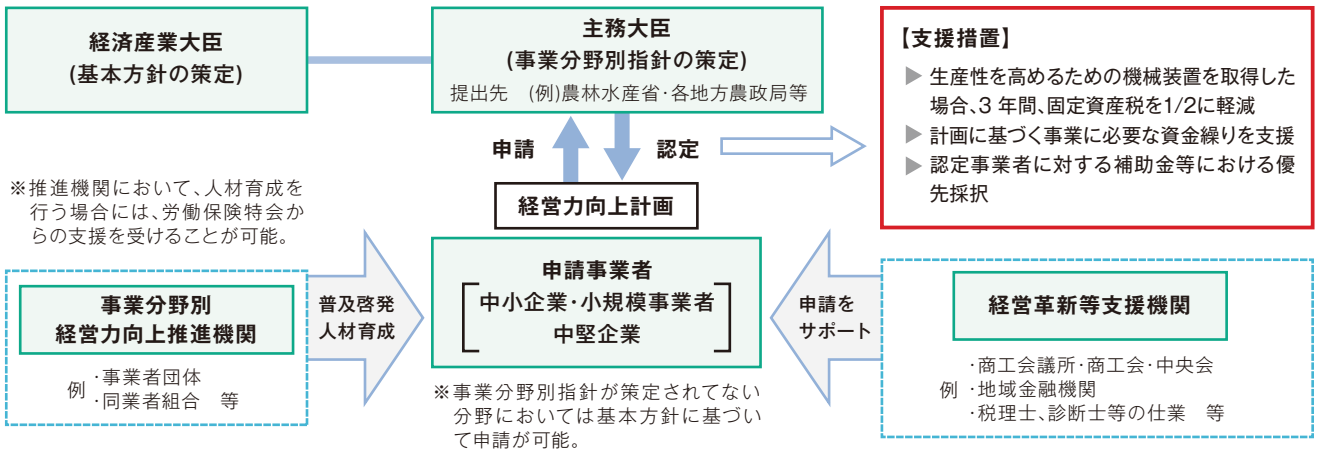 経済産業大臣
(基本方針の策定)
主務大臣
(事業分野別指針の策定)
提出先　(例)農林水産省・各地方農政局等
【支援措置】
▶ 生産性を高めるための機械装置を取得した
場合、3 年間、固定資産税を1/2に軽減
▶ 計画に基づく事業に必要な資金繰りを支援
▶ 認定事業者に対する補助金等における優
先採択
申請
認定
経営力向上計画
※推進機関において、人材育成を
行う場合には、労働保険特会か
らの支援を受けることが可能。
事業分野別
経営力向上推進機関
例
・事業者団体
・同業者組合　等
普及啓発
人材育成
申請事業者
中小企業・小規模事業者
中堅企業
※事業分野別指針が策定されてない
分野においては基本方針に基づい
て申請が可能。
申請を
サポート
経営革新等支援機関
例
・商工会議所・商工会・中央会
・地域金融機関
・税理士、診断士等の仕業　等